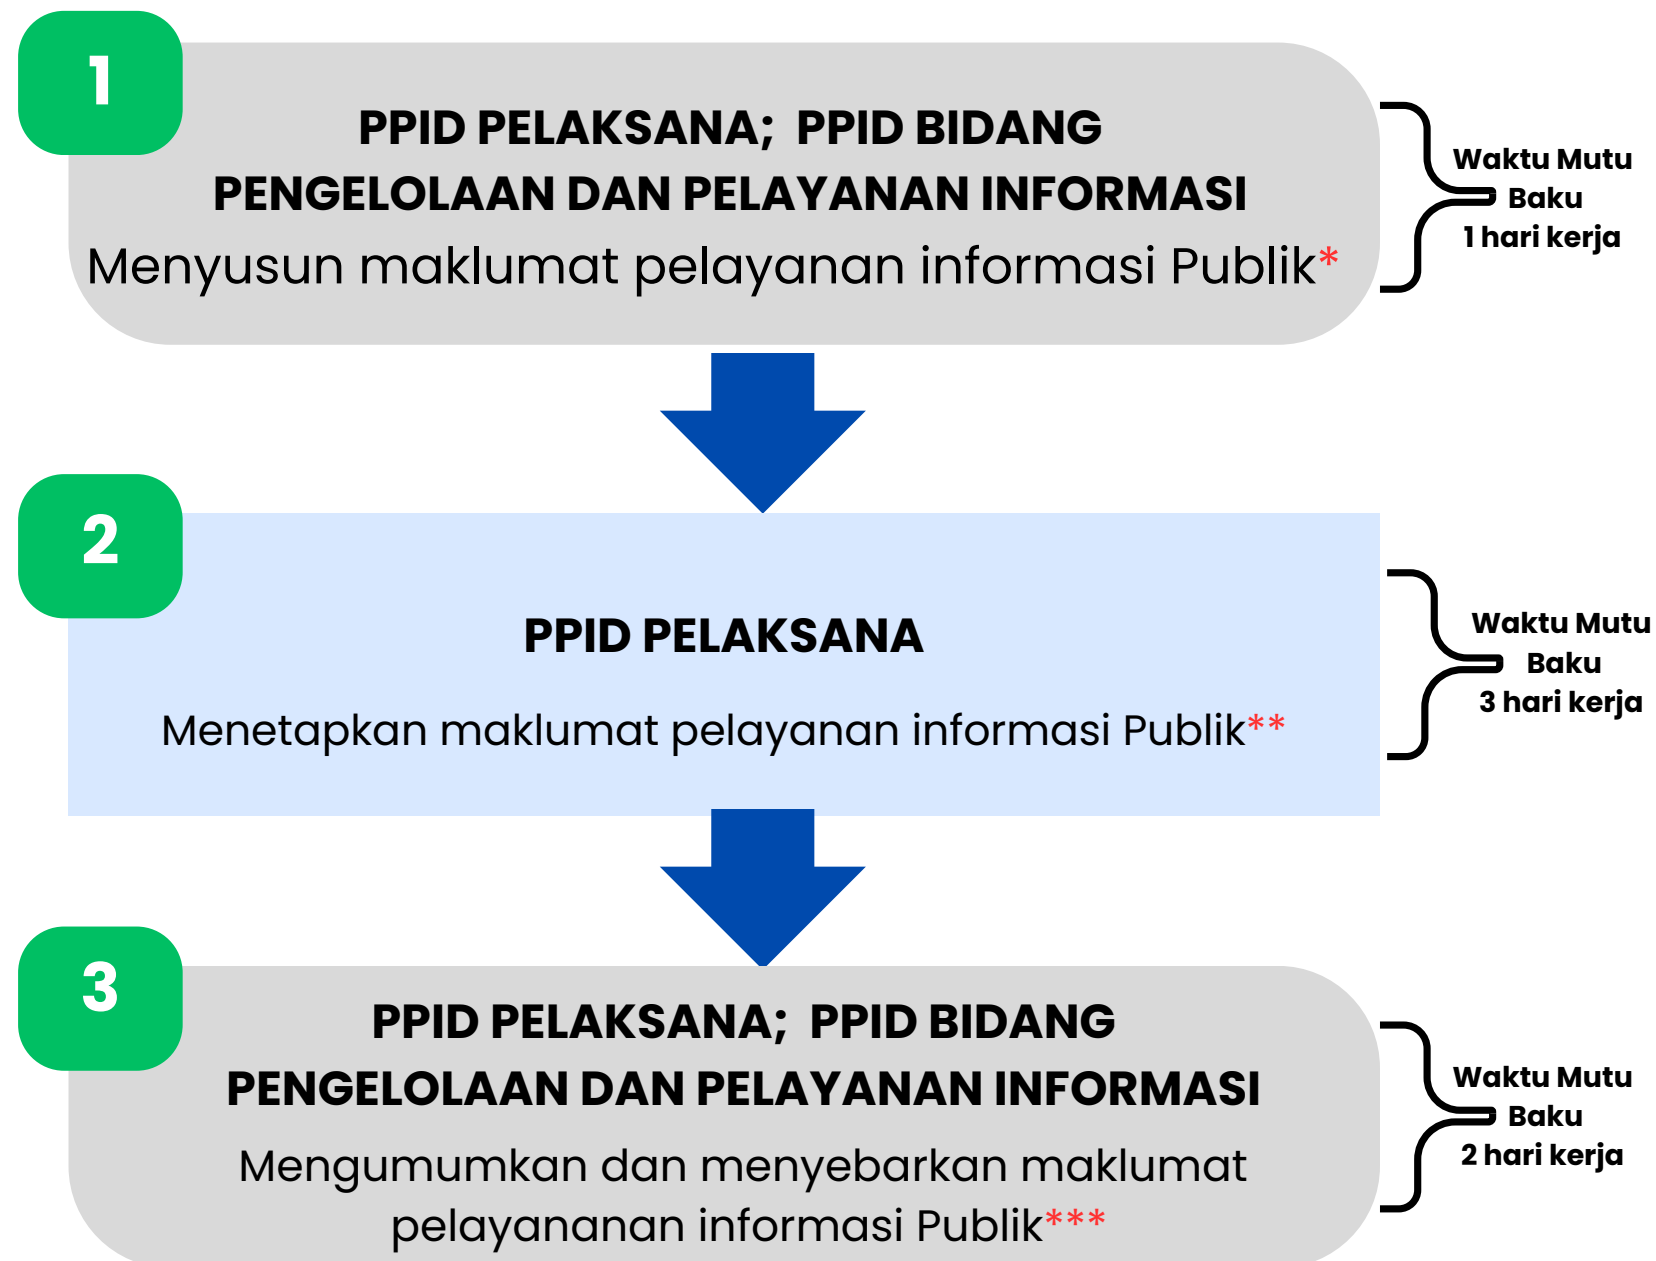 1
PPID PELAKSANA; PPID BIDANG
PENGELOLAAN DAN PELAYANAN INFORMASI
Menyusun maklumat pelayanan informasi Publik*
Waktu Mutu
Baku
1 hari kerja
2
PPID PELAKSANA
Menetapkan maklumat pelayanan informasi Publik**
Waktu Mutu
Baku
3 hari kerja
3
PPID PELAKSANA; PPID BIDANG
PENGELOLAAN DAN PELAYANAN INFORMASI
Mengumumkan dan menyebarkan maklumat
pelayananan informasi Publik***
Waktu Mutu
Baku
2 hari kerja